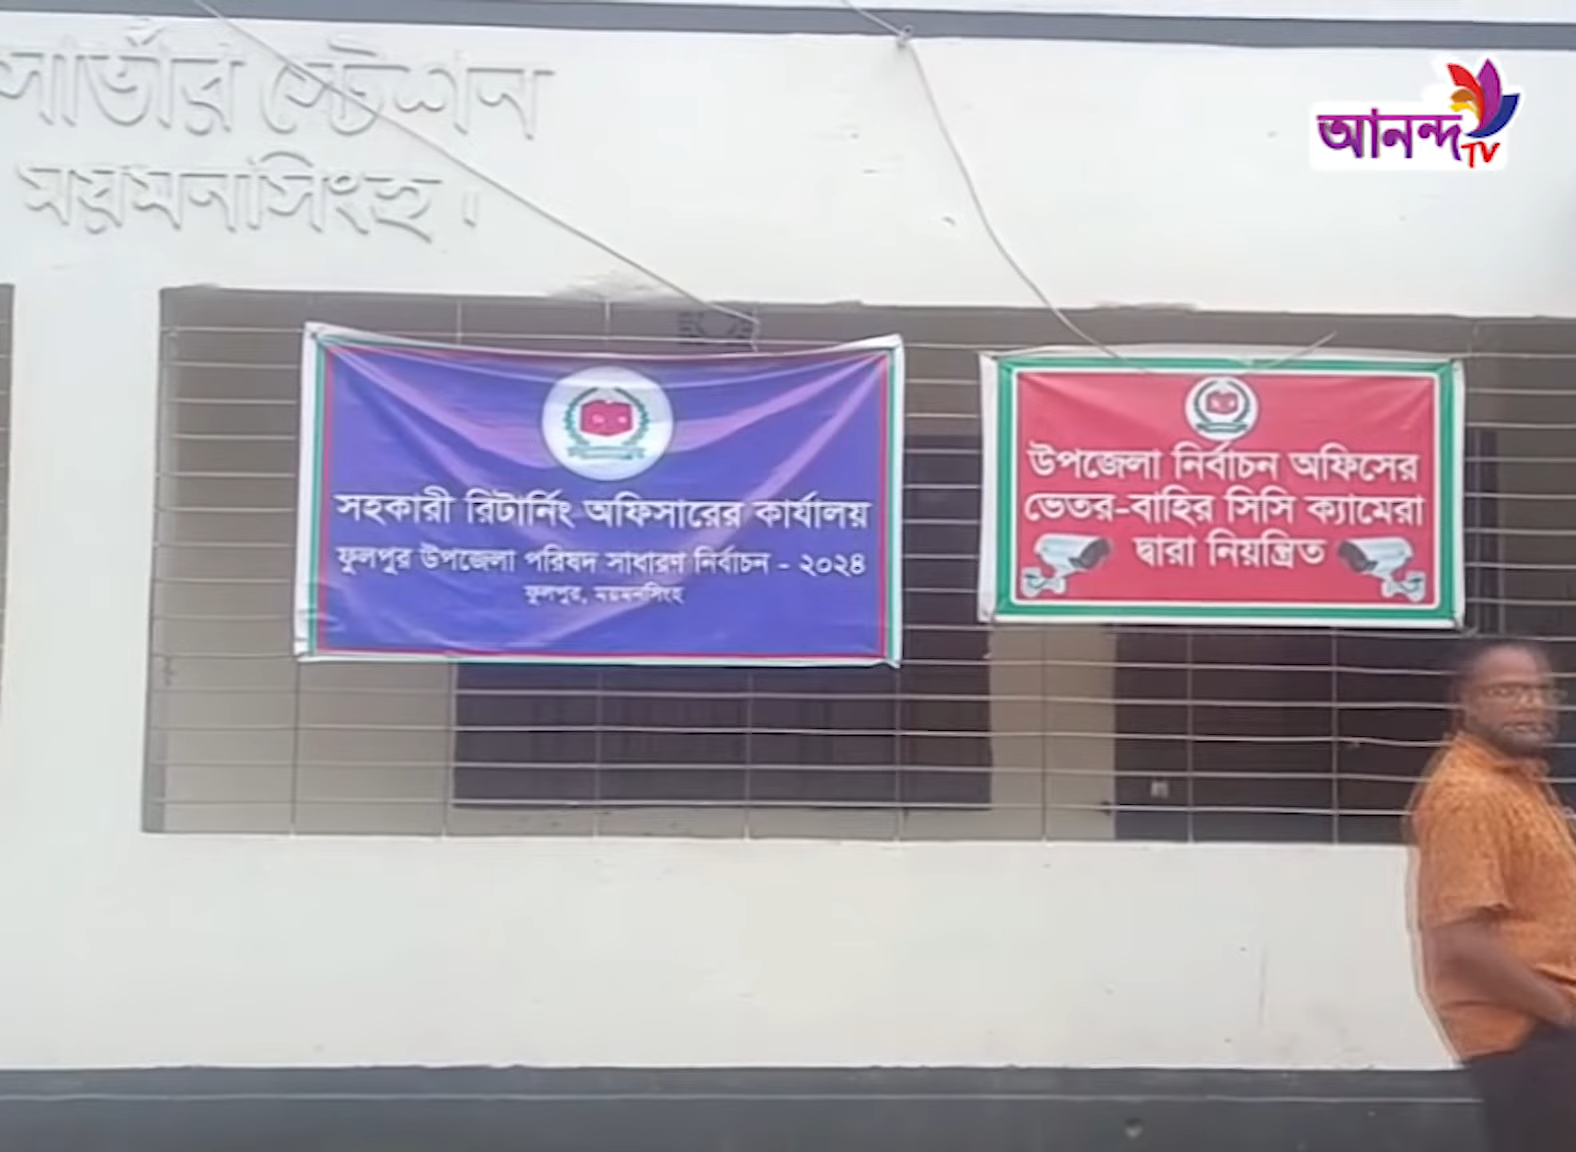 সার্ভার স্টেশন
ময়মনসিংহ।
আনন্দ TV
সহকারী রিটার্নিং অফিসারের কার্যালয়
ফুলপুর উপজেলা পরিষদ সাধারণ নির্বাচন - ২০২৪
ফুলপুর, ময়মনসিংহ
উপজেলা নির্বাচন অফিসের
ভেতর-বাহির সিসি ক্যামেরা
দ্বারা নিয়ন্ত্রিত